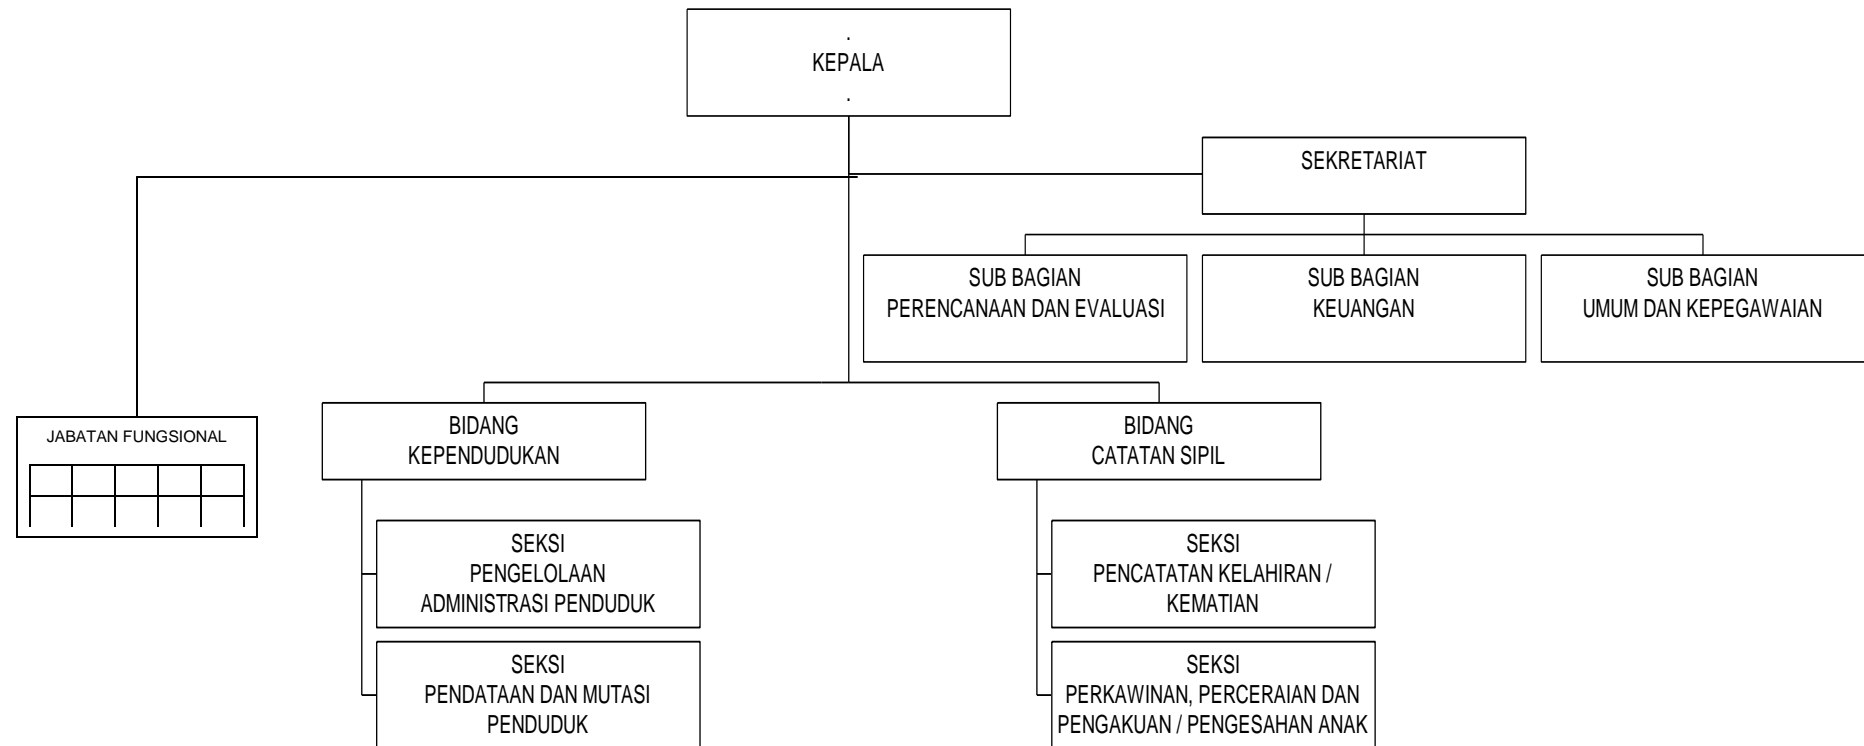 .
KEPALA
.
SEKRETARIAT
SUB BAGIAN
PERENCANAAN DAN EVALUASI
SUB BAGIAN
KEUANGAN
SUB BAGIAN
UMUM DAN KEPEGAWAIAN
JABATAN FUNGSIONAL
BIDANG
KEPENDUDUKAN
BIDANG
CATATAN SIPIL
SEKSI
PENGELOLAAN
ADMINISTRASI PENDUDUK
SEKSI
PENDATAAN DAN MUTASI
PENDUDUK
SEKSI
PENCATATAN KELAHIRAN /
KEMATIAN
SEKSI
PERKAWINAN, PERCERAIAN DAN
PENGAKUAN / PENGESAHAN ANAK